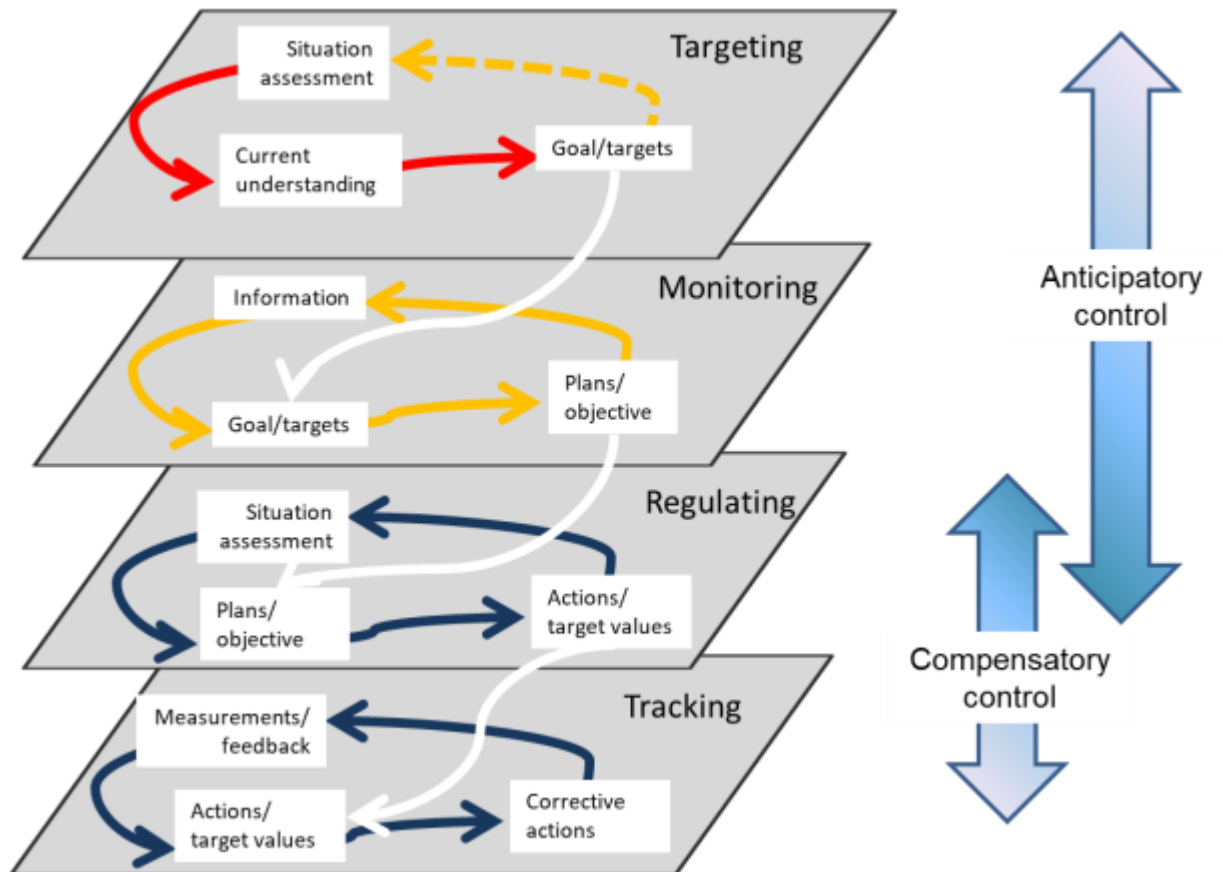 Targeting
Situation
assessment
Current
understanding
Goal/targets
Monitoring
Information
Goal/targets
Plans/
objective
Regulating
Situation
assessment
Plans/
objective
Actions/
target values
Tracking
Measurements/
feedback
Actions/
target values
Corrective
actions
Anticipatory
control
Compensatory
control